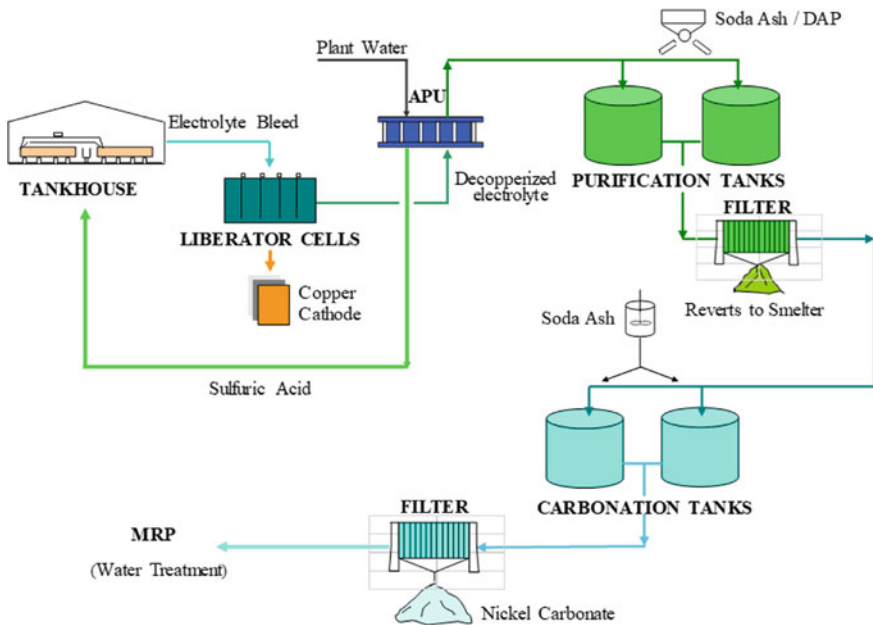 Soda Ash / DAP
Plant Water
APU
Electrolyte Bleed
TANKHOUSE
Decopperized
electrolyte
PURIFICATION TANKS
FILTER
LIBERATOR CELLS
Copper
Cathode
Reverts to Smelter
Soda Ash
Sulfuric Acid
CARBONATION TANKS
FILTER
MRP
(Water Treatment)
Nickel Carbonate